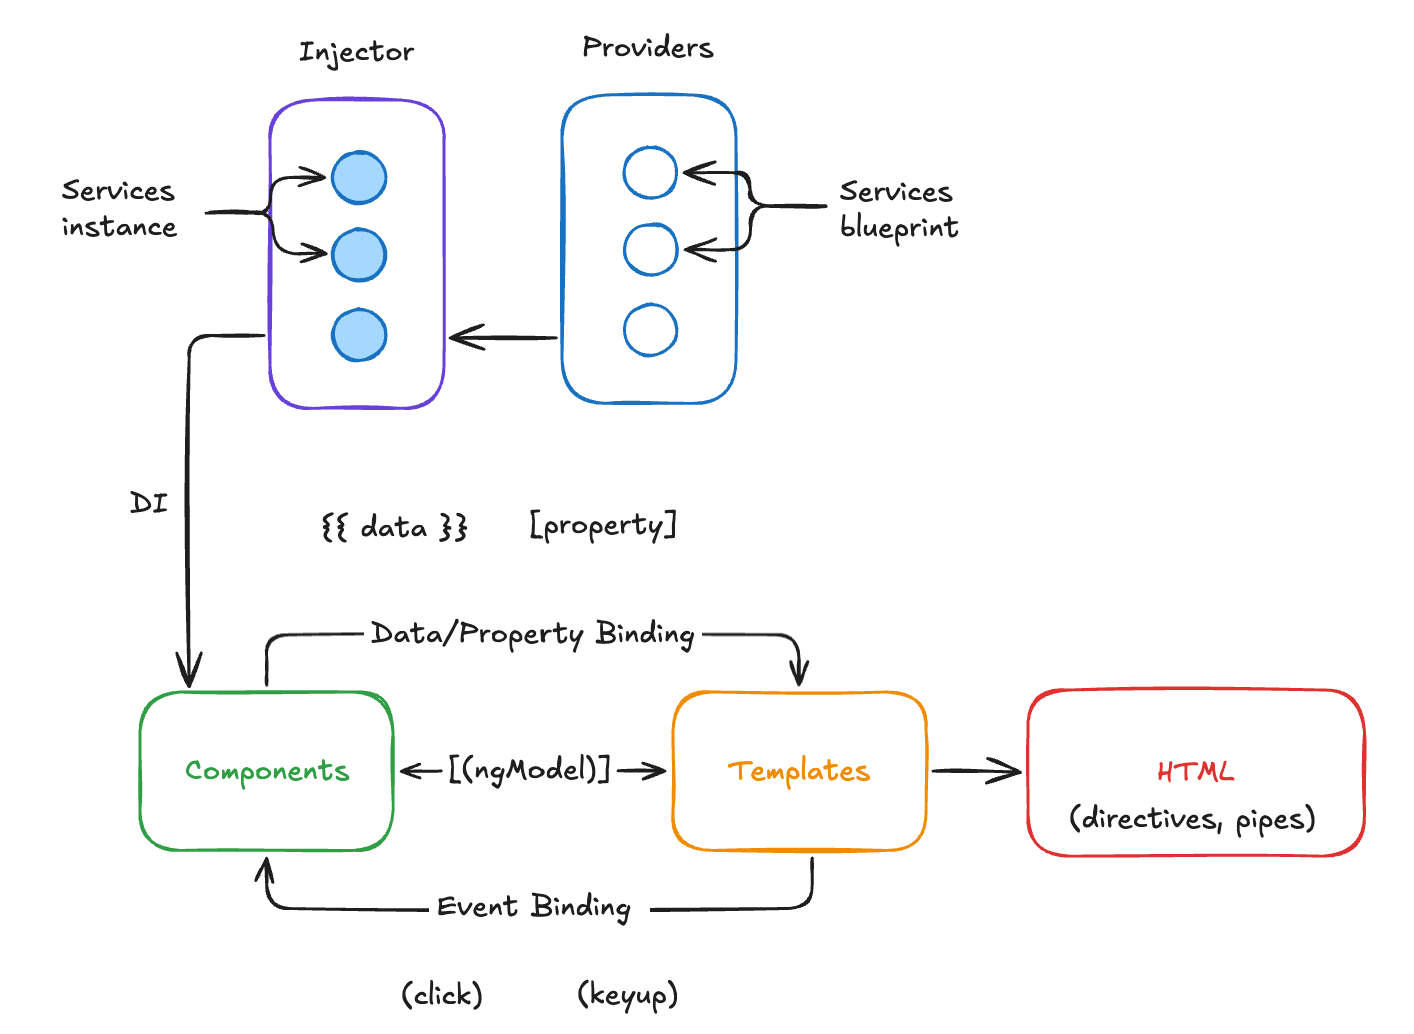 Injector
Providers
Services
instance
Services
blueprint
DI
{{ data }}
[property]
Data/Property Binding
Components
[(ngModel)]
Templates
HTML
(directives, pipes)
Event Binding
(click)
(keyup)